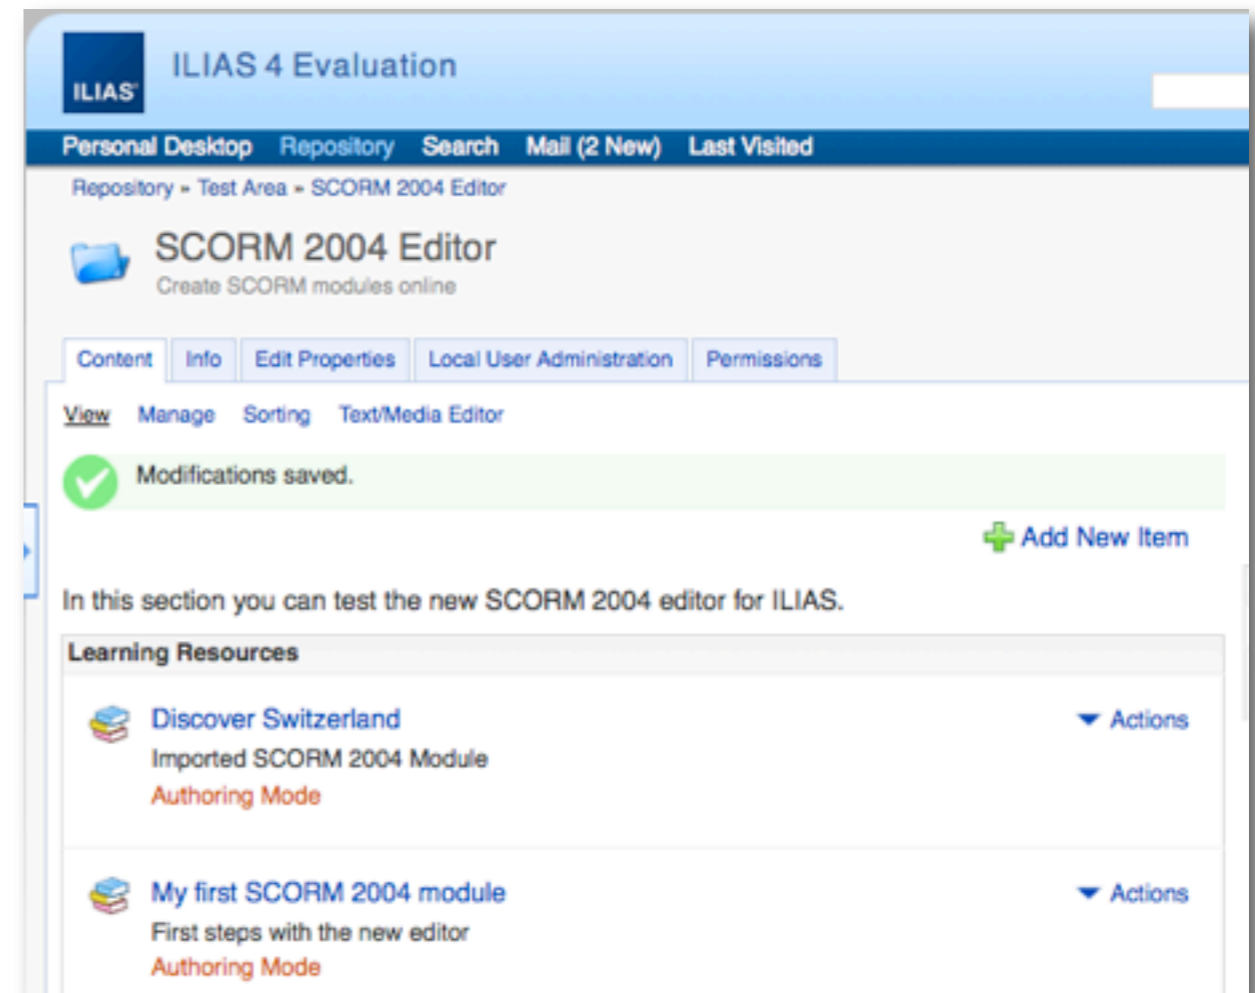 ILIAS
ILIAS 4 Evaluation
Personal Desktop Repository Search Mail (2 New) Last Visited
Repository » Test Area » SCORM 2004 Editor
SCORM 2004 Editor
Create SCORM modules online
Content Info Edit Properties Local User Administration Permissions
View Manage Sorting Text/Media Editor
Modifications saved.
Add New Item
In this section you can test the new SCORM 2004 editor for ILIAS.
Learning Resources
Discover Switzerland Actions
Imported SCORM 2004 Module
Authoring Mode
My first SCORM 2004 module Actions
First steps with the new editor
Authoring Mode